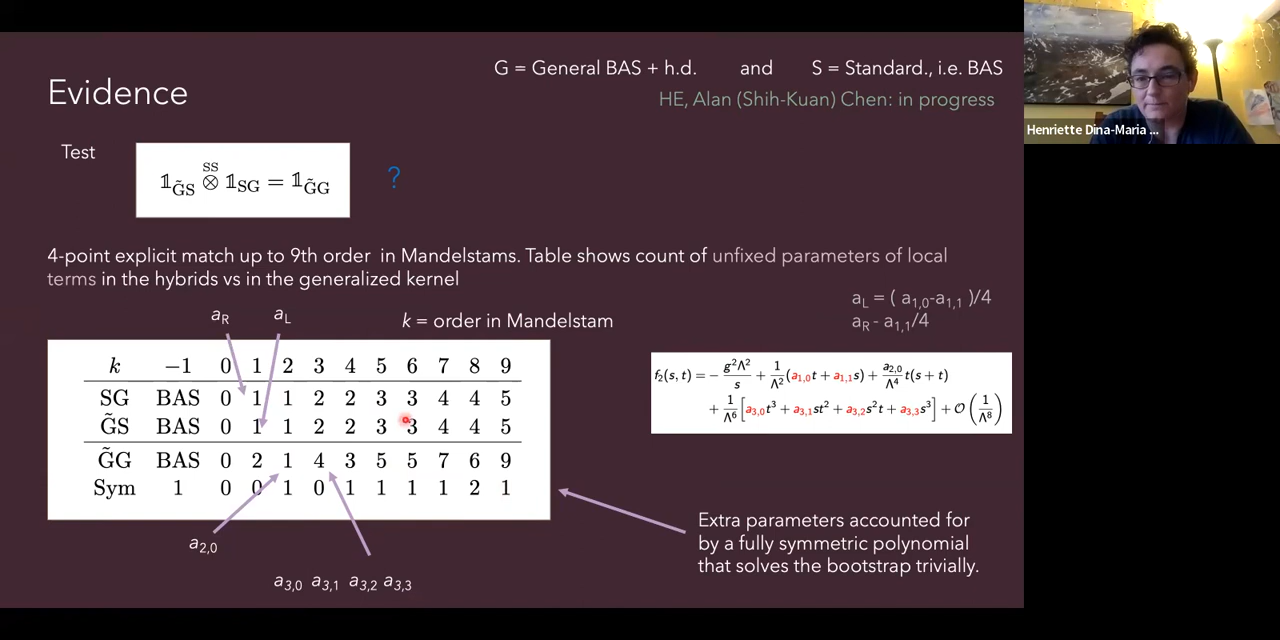 G = General BAS + h.d. and S = Standard., i.e. BAS
Evidence
HE, Alan (Shih-Kuan) Chen: in progress
Henriette Dina-Maria ...
Test
𝟙_G̃S ⊗^SS 𝟙_SG = 𝟙_G̃G
?
4-point explicit match up to 9th order in Mandelstams. Table shows count of unfixed parameters of local
terms in the hybrids vs in the generalized kernel
a_L = ( a_1,0-a_1,1 )/4
a_R - a_1,1/4
a_R a_L
k = order in Mandelstam
k −1 0 1 2 3 4 5 6 7 8 9
SG BAS 0 1 1 2 2 3 3 4 4 5
G̃S BAS 0 1 1 2 2 3 3 4 4 5
G̃G BAS 0 2 1 4 3 5 5 7 6 9
Sym 1 0 0 1 0 1 1 1 1 2 1
f_2(s, t) = − g²Λ²/s + 1/Λ² (a_1,0 t + a_1,1 s) + a_2,0/Λ⁴ t(s + t)
+ 1/Λ⁶ [a_3,0 t³ + a_3,1 st² + a_3,2 s²t + a_3,3 s³] + O(1/Λ⁸)
a_2,0
a_3,0 a_3,1 a_3,2 a_3,3
Extra parameters accounted for
by a fully symmetric polynomial
that solves the bootstrap trivially.